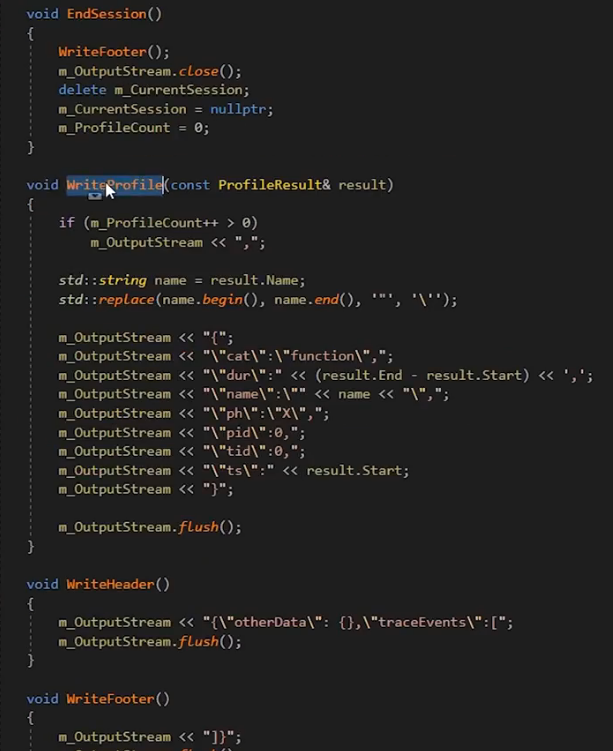 void EndSession()
{
WriteFooter();
m_OutputStream.close();
delete m_CurrentSession;
m_CurrentSession = nullptr;
m_ProfileCount = 0;
}
void WriteProfile(const ProfileResult& result)
{
if (m_ProfileCount++ > 0)
m_OutputStream << ",";
std::string name = result.Name;
std::replace(name.begin(), name.end(), '"', '\'');
m_OutputStream << "{";
m_OutputStream << "\"cat\":\"function\",";
m_OutputStream << "\"dur\":" << (result.End - result.Start) << ',';
m_OutputStream << "\"name\":\"" << name << "\",";
m_OutputStream << "\"ph\":\"X\",";
m_OutputStream << "\"pid\":0,";
m_OutputStream << "\"tid\":0,";
m_OutputStream << "\"ts\":" << result.Start;
m_OutputStream << "}";
m_OutputStream.flush();
}
void WriteHeader()
{
m_OutputStream << "{\"otherData\": {},\"traceEvents\":[";
m_OutputStream.flush();
}
void WriteFooter()
{
m_OutputStream << "]}";